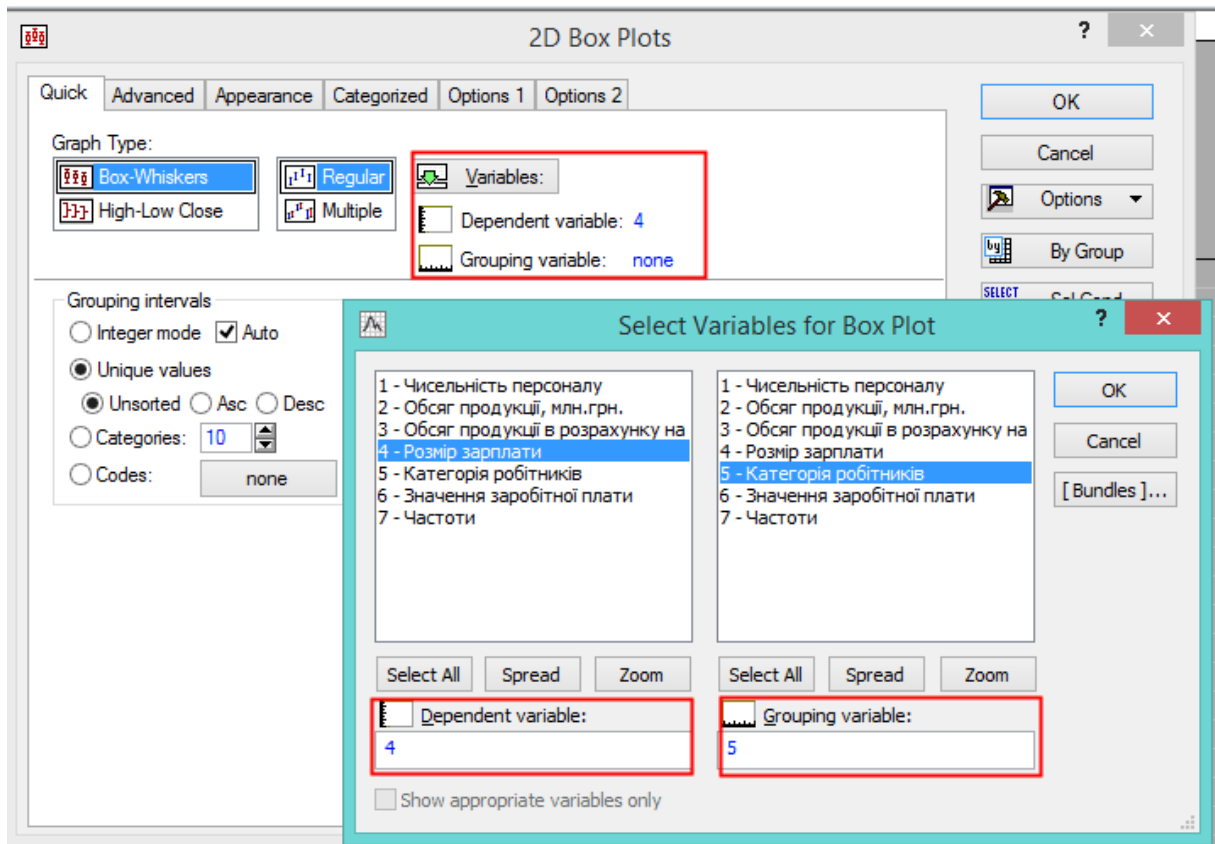 2D Box Plots
?
Quick Advanced Appearance Categorized Options 1 Options 2
OK
Graph Type:
Box-Whiskers
High-Low Close
Regular
Multiple
Variables:
Dependent variable: 4
Grouping variable: none
Cancel
Options
By Group
SELECT
Grouping intervals
Integer mode Auto
Unique values
Unsorted Asc Desc
Categories: 10
Codes: none
Select Variables for Box Plot
?
1 - Чисельність персоналу
2 - Обсяг продукції, млн.грн.
3 - Обсяг продукції в розрахунку на
4 - Розмір зарплати
5 - Категорія робітників
6 - Значення заробітної плати
7 - Частоти
1 - Чисельність персоналу
2 - Обсяг продукції, млн.грн.
3 - Обсяг продукції в розрахунку на
4 - Розмір зарплати
5 - Категорія робітників
6 - Значення заробітної плати
7 - Частоти
OK
Cancel
[ Bundles ]...
Select All Spread Zoom
Select All Spread Zoom
Dependent variable:
4
Grouping variable:
5
Show appropriate variables only